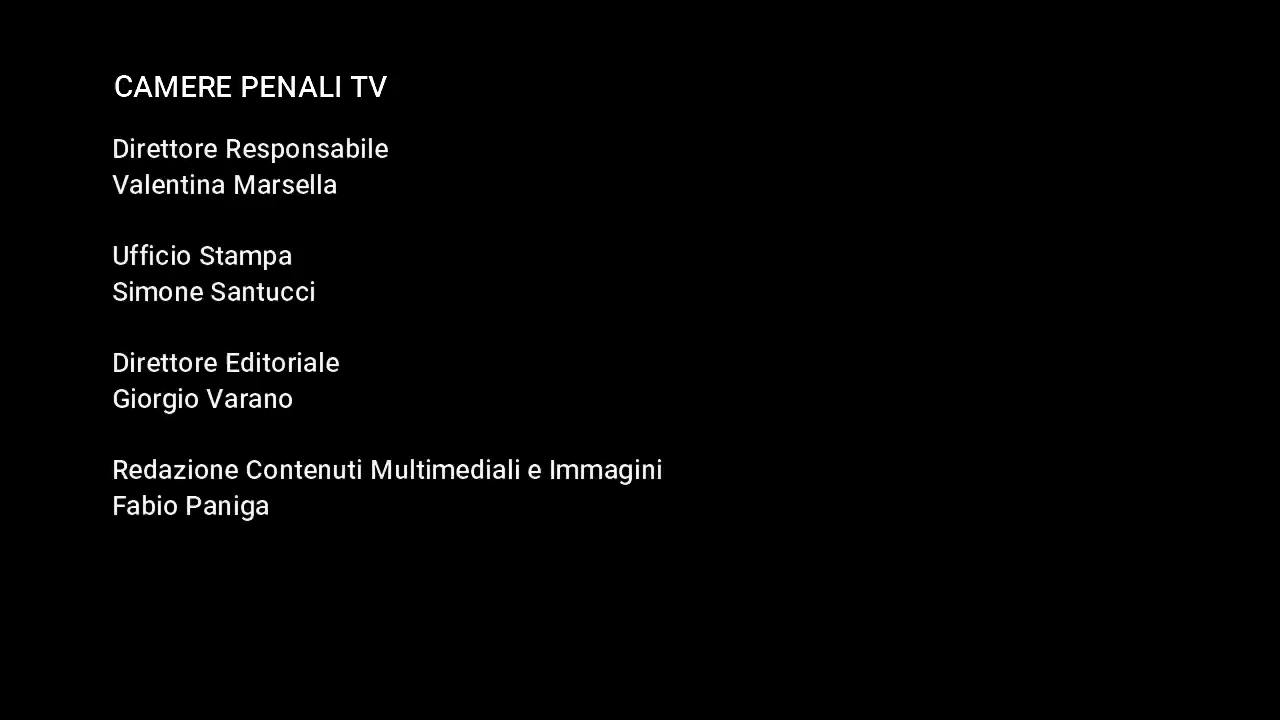 CAMERE PENALI TV
Direttore Responsabile
Valentina Marsella
Ufficio Stampa
Simone Santucci
Direttore Editoriale
Giorgio Varano
Redazione Contenuti Multimediali e Immagini
Fabio Paniga